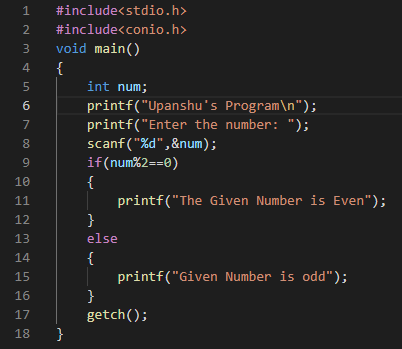 1 #include<stdio.h>
2 #include<conio.h>
3 void main()
4 {
5     int num;
6     printf("Upanshu's Program\n");
7     printf("Enter the number: ");
8     scanf("%d",&num);
9     if(num%2==0)
10     {
11         printf("The Given Number is Even");
12     }
13     else
14     {
15         printf("Given Number is odd");
16     }
17     getch();
18 }